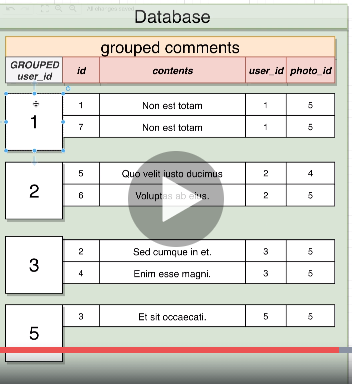 Database
grouped comments
GROUPED user_id id contents user_id photo_id
1 1 Non est totam 1 5
7 Non est totam 1 5
2 5 Quo velit iusto ducimus 2 4
6 Voluptas ab eius. 2 5
3 2 Sed cumque in et. 3 5
4 Enim esse magni. 3 5
5 3 Et sit occaecati. 5 5